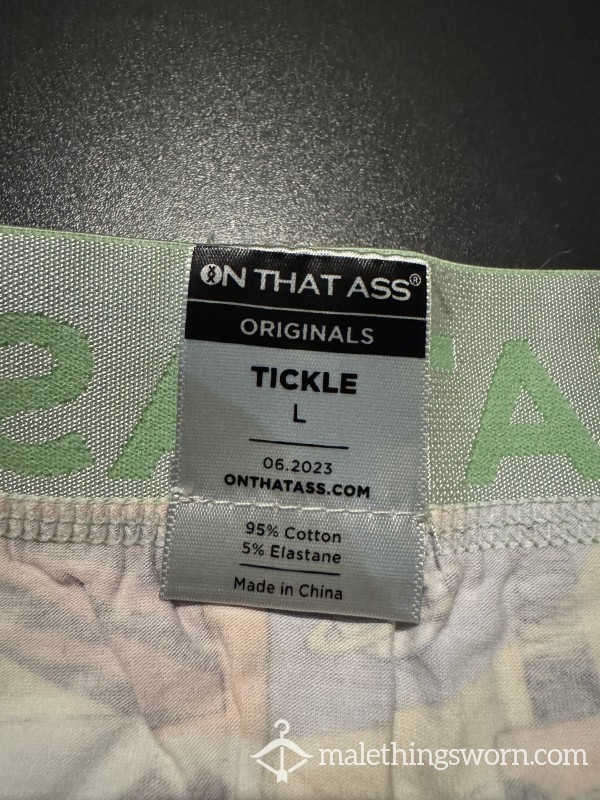 ON THAT ASS®
ORIGINALS
TICKLE
L
06.2023
ONTHATASS.COM
95% Cotton
5% Elastane
Made in China
malethingsworn.com